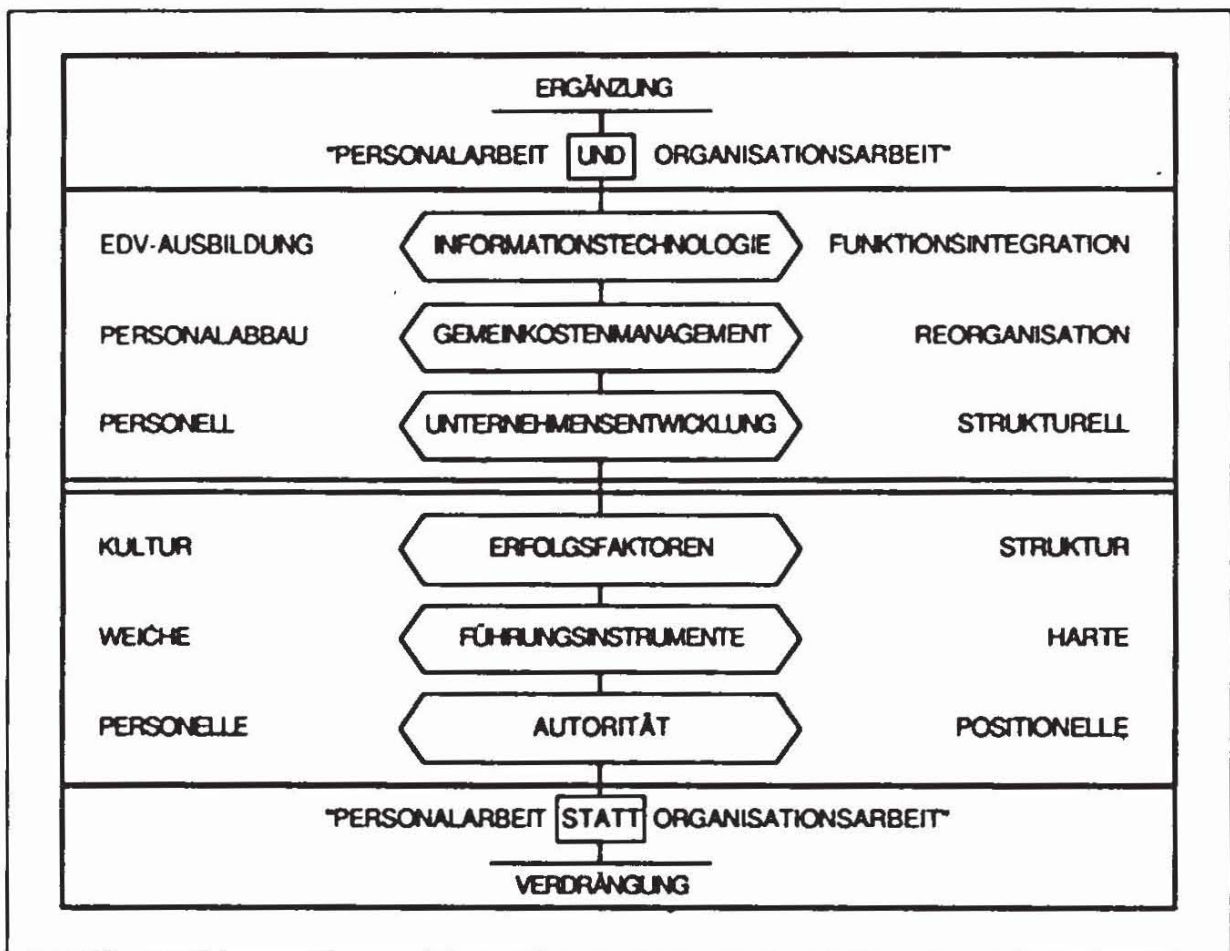 ERGÄNZUNG
"PERSONALARBEIT UND ORGANISATIONSARBEIT"
EDV-AUSBILDUNG INFORMATIONSTECHNOLOGIE FUNKTIONSINTEGRATION
PERSONALABBAU GEMEINKOSTENMANAGEMENT REORGANISATION
PERSONELL UNTERNEHMENSENTWICKLUNG STRUKTURELL
KULTUR ERFOLGSFAKTOREN STRUKTUR
WEICHE FÜHRUNGSINSTRUMENTE HARTE
PERSONELLE AUTORITÄT POSITIONELLE
"PERSONALARBEIT STATT ORGANISATIONSARBEIT"
VERDRÄNGUNG